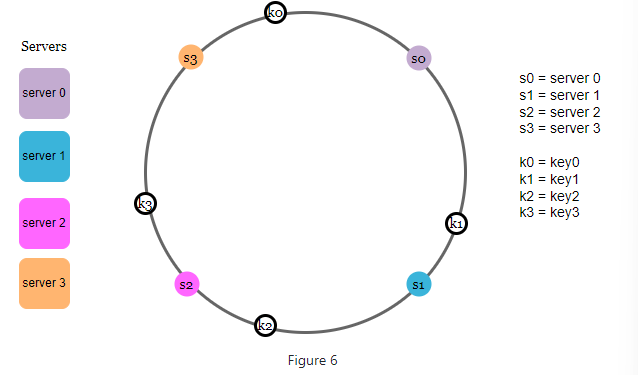 Servers
server 0
server 1
server 2
server 3
k0
s0
s3
k3
k1
s2
s1
k2
s0 = server 0
s1 = server 1
s2 = server 2
s3 = server 3
k0 = key0
k1 = key1
k2 = key2
k3 = key3
Figure 6